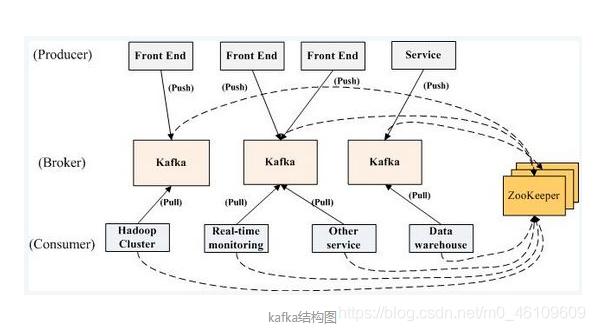 (Producer)
Front End
Front End
Front End
Service
(Push)
(Push)
(Push)
(Push)
(Broker)
Kafka
Kafka
Kafka
ZooKeeper
(Pull)
(Pull)
(Pull)
(Pull)
(Consumer)
Hadoop
Cluster
Real-time
monitoring
Other
service
Data
warehouse
kafka结构图
https://blog.csdn.net/m0_46109609